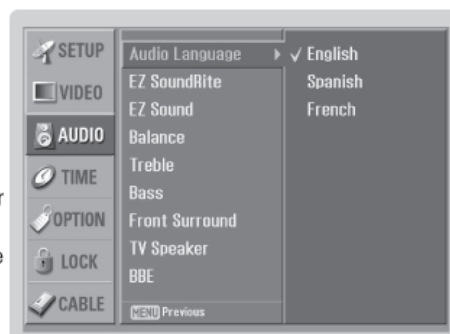 SETUP
VIDEO
AUDIO
TIME
OPTION
LOCK
CABLE
Audio Language
EZ SoundRite
EZ Sound
Balance
Treble
Bass
Front Surround
TV Speaker
BBE
MENU Previous
✓ English
Spanish
French
r
e